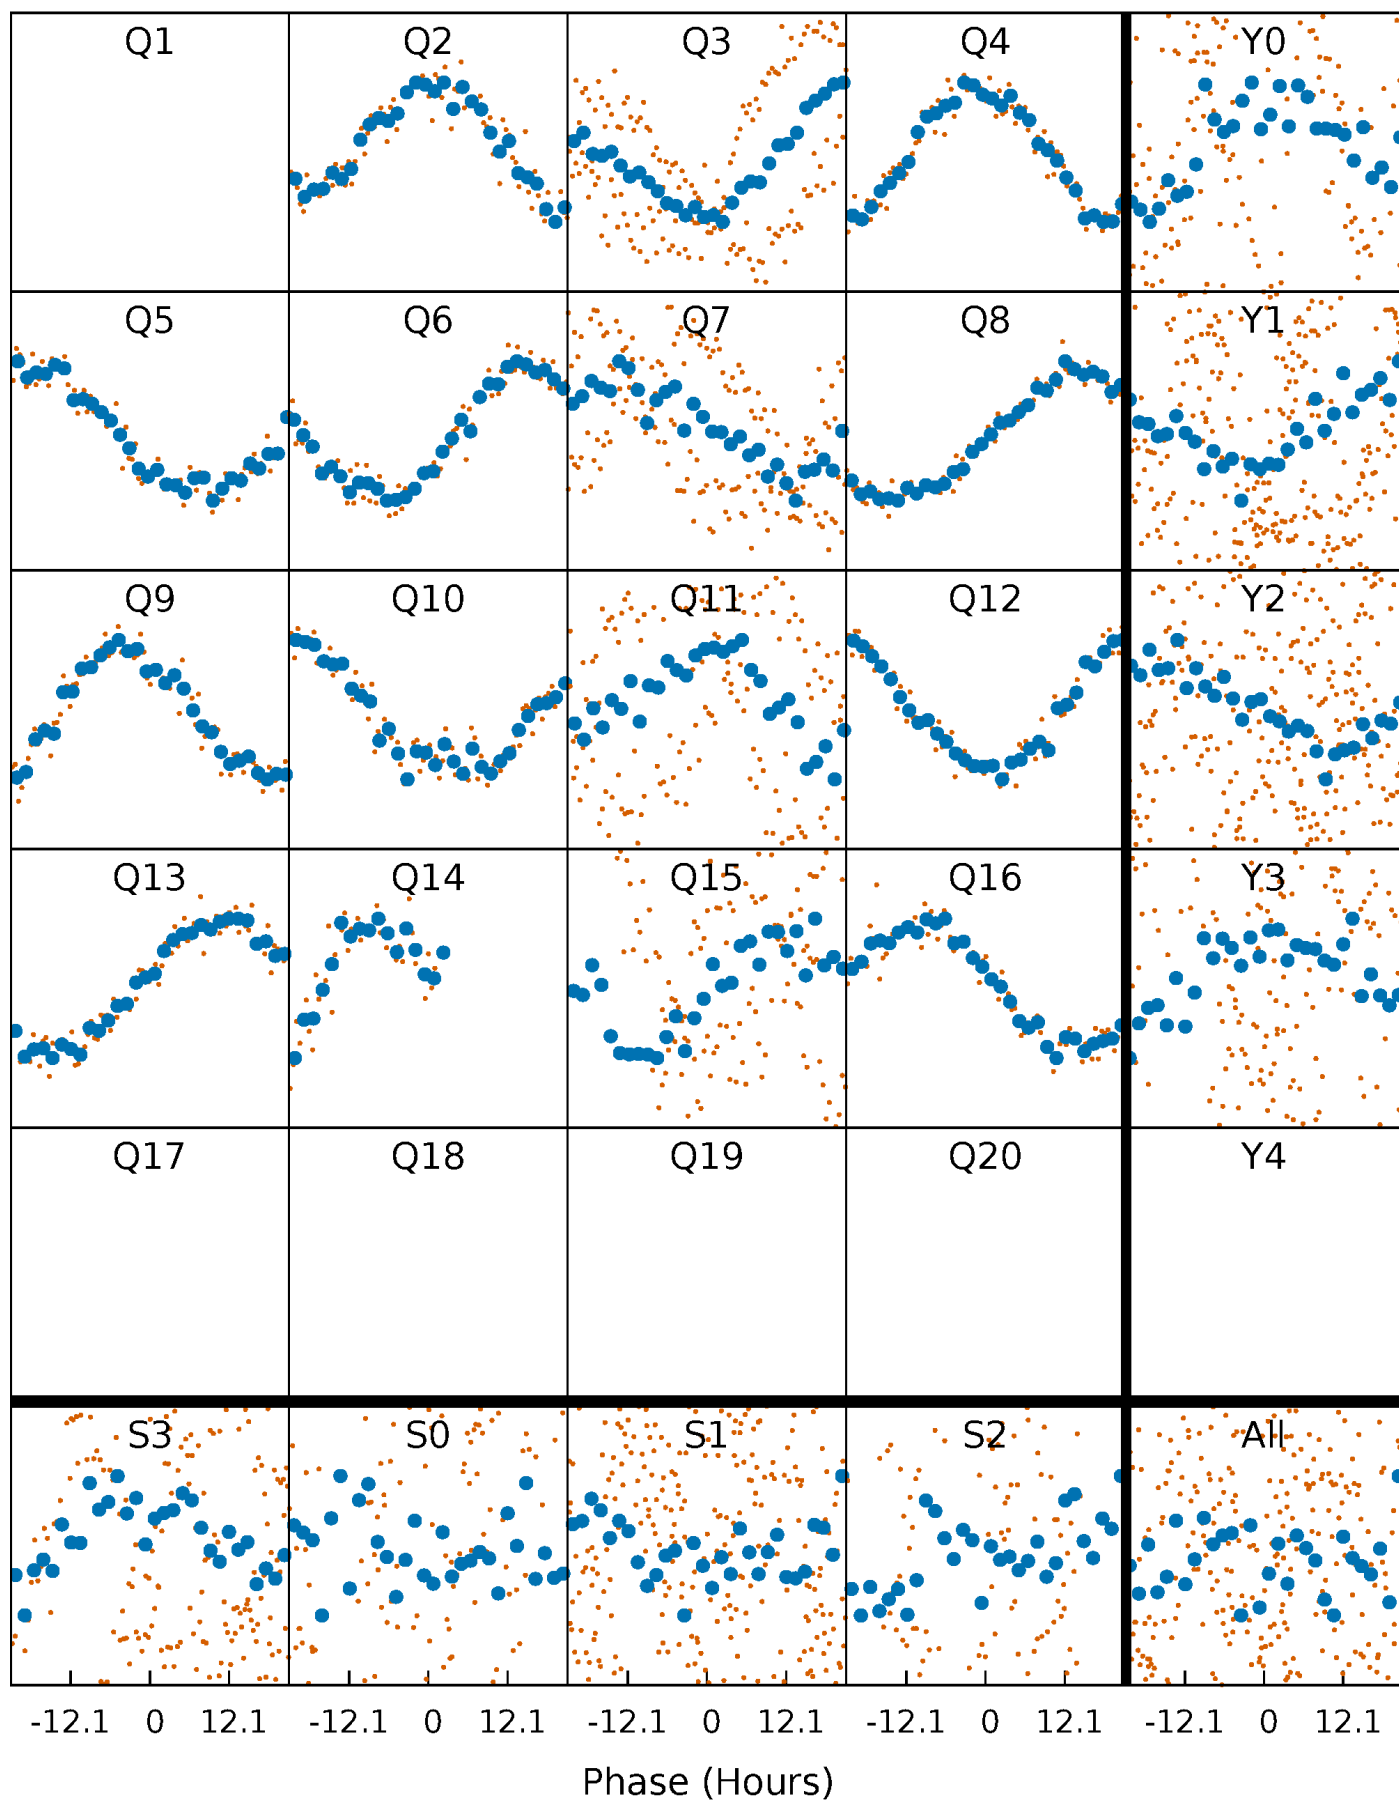 Q1 Q2 Q3 Q4 Y0
Q5 Q6 Q7 Q8 Y1
Q9 Q10 Q11 Q12 Y2
Q13 Q14 Q15 Q16 Y3
Q17 Q18 Q19 Q20 Y4
S3 S0 S1 S2 All
-12.1 0 12.1 -12.1 0 12.1 -12.1 0 12.1 -12.1 0 12.1 -12.1 0 12.1
Phase (Hours)